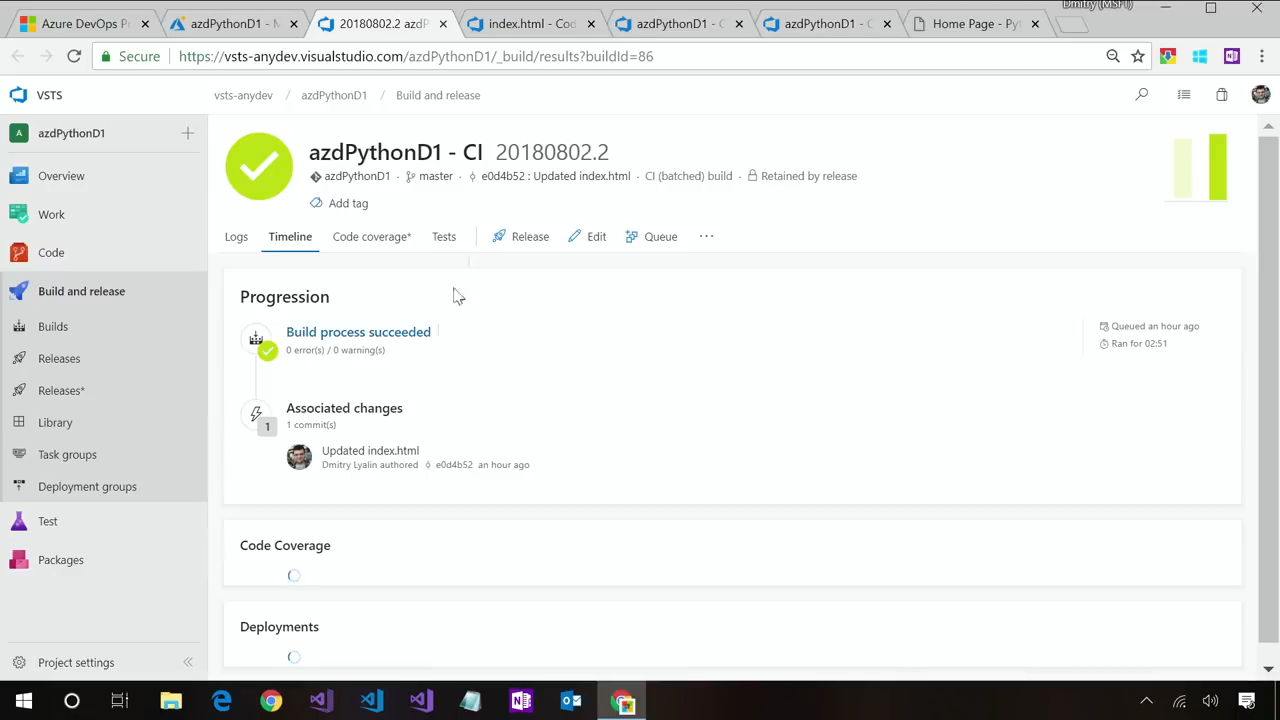 Dmitry (MSFT)
Azure DevOps P
azdPythonD1 - M
20180802.2 azdP
index.html - Cod
azdPythonD1 - C
azdPythonD1 - C
Home Page - Py
Secure
https://vsts-anydev.visualstudio.com/azdPythonD1/_build/results?buildId=86
VSTS
vsts-anydev / azdPythonD1 / Build and release
A azdPythonD1
Overview
Work
Code
Build and release
Builds
Releases
Releases*
Library
Task groups
Deployment groups
Test
Packages
Project settings
azdPythonD1 - CI 20180802.2
azdPythonD1 · master · e0d4b52 : Updated index.html · CI (batched) build · Retained by release
Add tag
Logs Timeline Code coverage* Tests Release Edit Queue ···
Progression
Build process succeeded
0 error(s) / 0 warning(s)
Queued an hour ago
Ran for 02:51
Associated changes
1
1 commit(s)
Updated index.html
Dmitry Lyalin authored e0d4b52 an hour ago
Code Coverage
Deployments